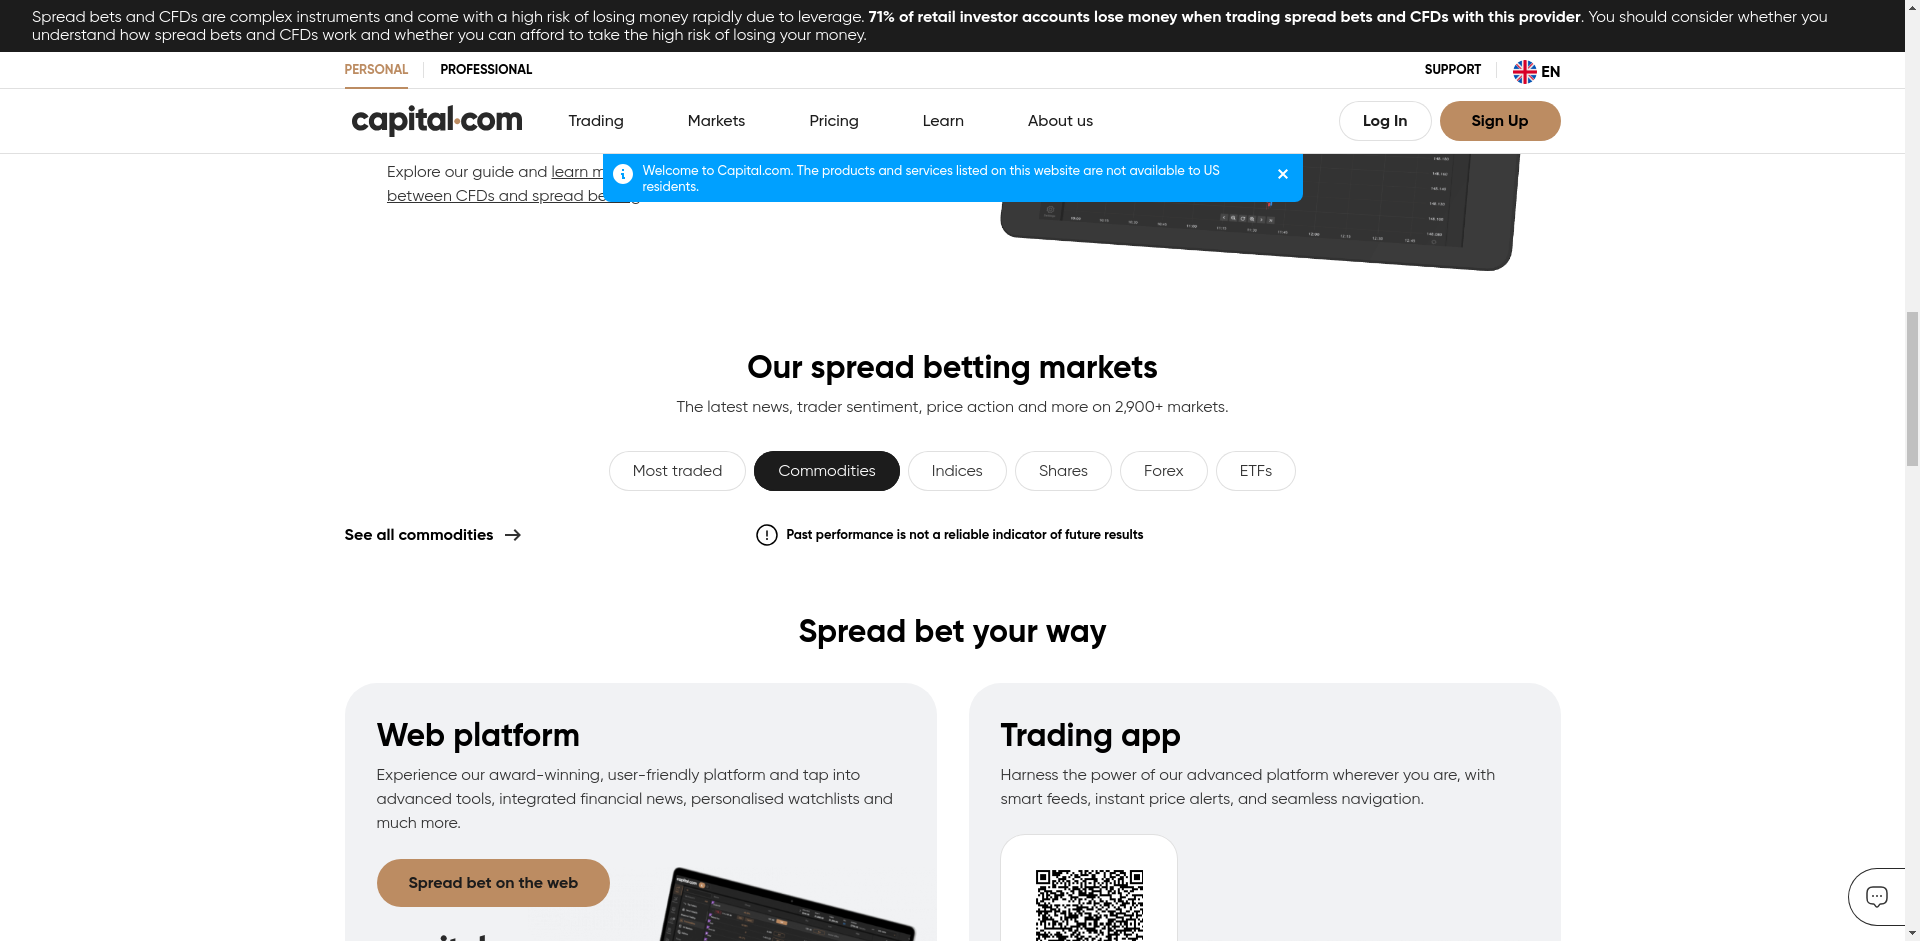 Spread bets and CFDs are complex instruments and come with a high risk of losing money rapidly due to leverage. 71% of retail investor accounts lose money when trading spread bets and CFDs with this provider. You should consider whether you
understand how spread bets and CFDs work and whether you can afford to take the high risk of losing your money.
PERSONAL
PROFESSIONAL
SUPPORT
EN
capital.com
Trading
Markets
Pricing
Learn
About us
Log In
Sign Up
Explore our guide and learn
between CFDs and spread
Welcome to Capital.com. The products and services listed on this website are not available to US
residents.
Our spread betting markets
The latest news, trader sentiment, price action and more on 2,900+ markets.
Most traded
Commodities
Indices
Shares
Forex
ETFs
See all commodities
Past performance is not a reliable indicator of future results
Spread bet your way
Web platform
Experience our award-winning, user-friendly platform and tap into
advanced tools, integrated financial news, personalised watchlists and
much more.
Spread bet on the web
Trading app
Harness the power of our advanced platform wherever you are, with
smart feeds, instant price alerts, and seamless navigation.